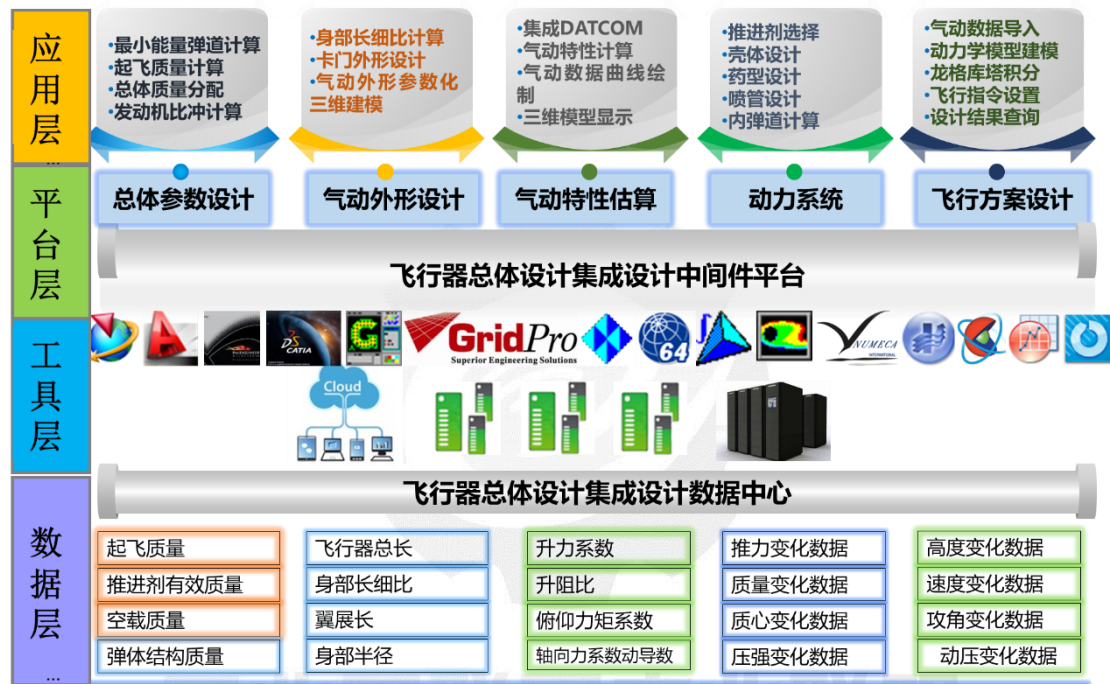 应用层
...
•最小能量弹道计算
•起飞质量计算
•总体质量分配
•发动机比冲计算
•身部长细比计算
•卡门外形设计
•气动外形参数化
三维建模
•集成DATCOM
•气动特性计算
•气动数据曲线绘
制
•三维模型显示
•推进剂选择
•壳体设计
•药型设计
•喷管设计
•内弹道计算
•气动数据导入
•动力学模型建模
•龙格库塔积分
•飞行指令设置
•设计结果查询
平台层
总体参数设计
气动外形设计
气动特性估算
动力系统
飞行方案设计
飞行器总体设计集成设计中间件平台
工具层
DS
CATIA
GridPro
Superior Engineering Solutions
64
NUMECA
INTERNATIONAL
Cloud
飞行器总体设计集成设计数据中心
数据层
...
起飞质量
推进剂有效质量
空载质量
弹体结构质量
飞行器总长
身部长细比
翼展长
身部半径
升力系数
升阻比
俯仰力矩系数
轴向力系数动导数
推力变化数据
质量变化数据
质心变化数据
压强变化数据
高度变化数据
速度变化数据
攻角变化数据
动压变化数据